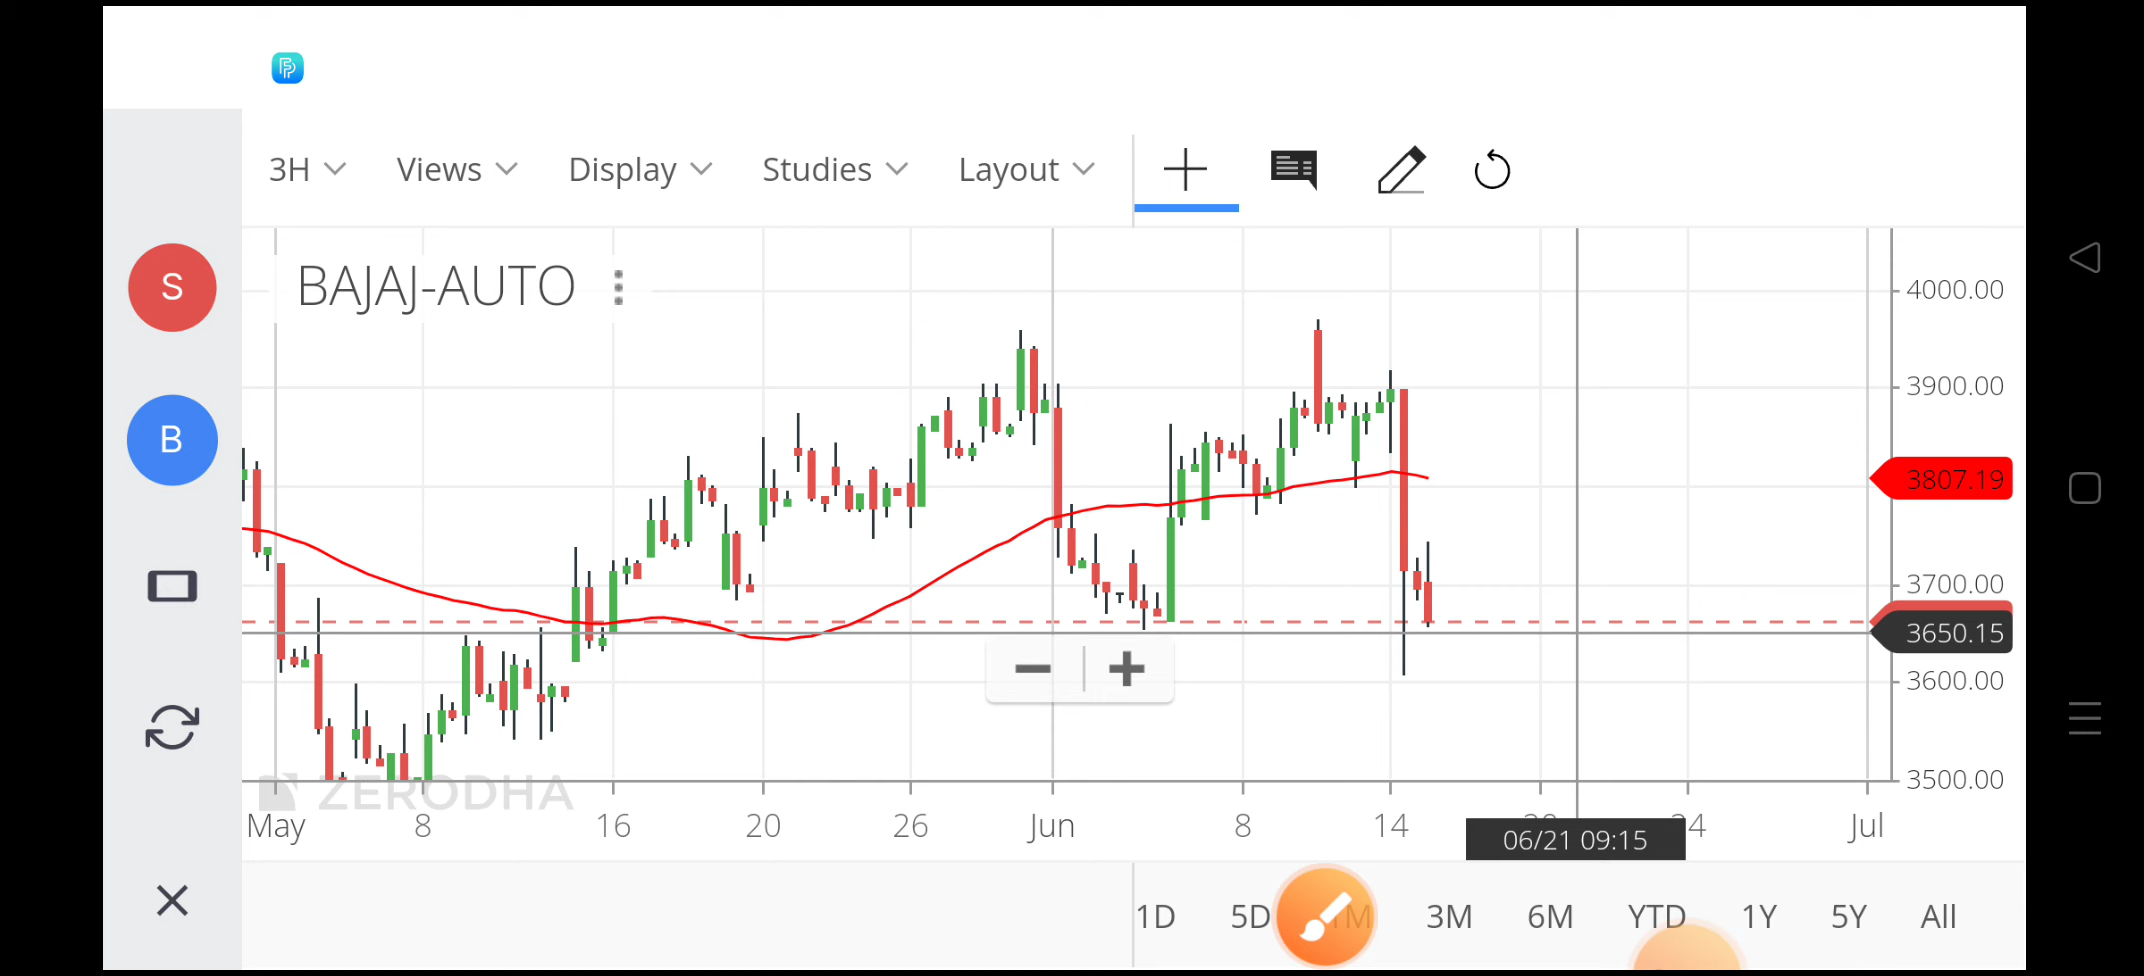 3H Views Display Studies Layout
BAJAJ-AUTO
S
B
4000.00
3900.00
3807.19
3700.00
3650.15
3600.00
3500.00
ZERODHA
May 8 16 20 26 Jun 8 14 24 Jul
06/21 09:15
1D 5D 1M 3M 6M YTD 1Y 5Y All